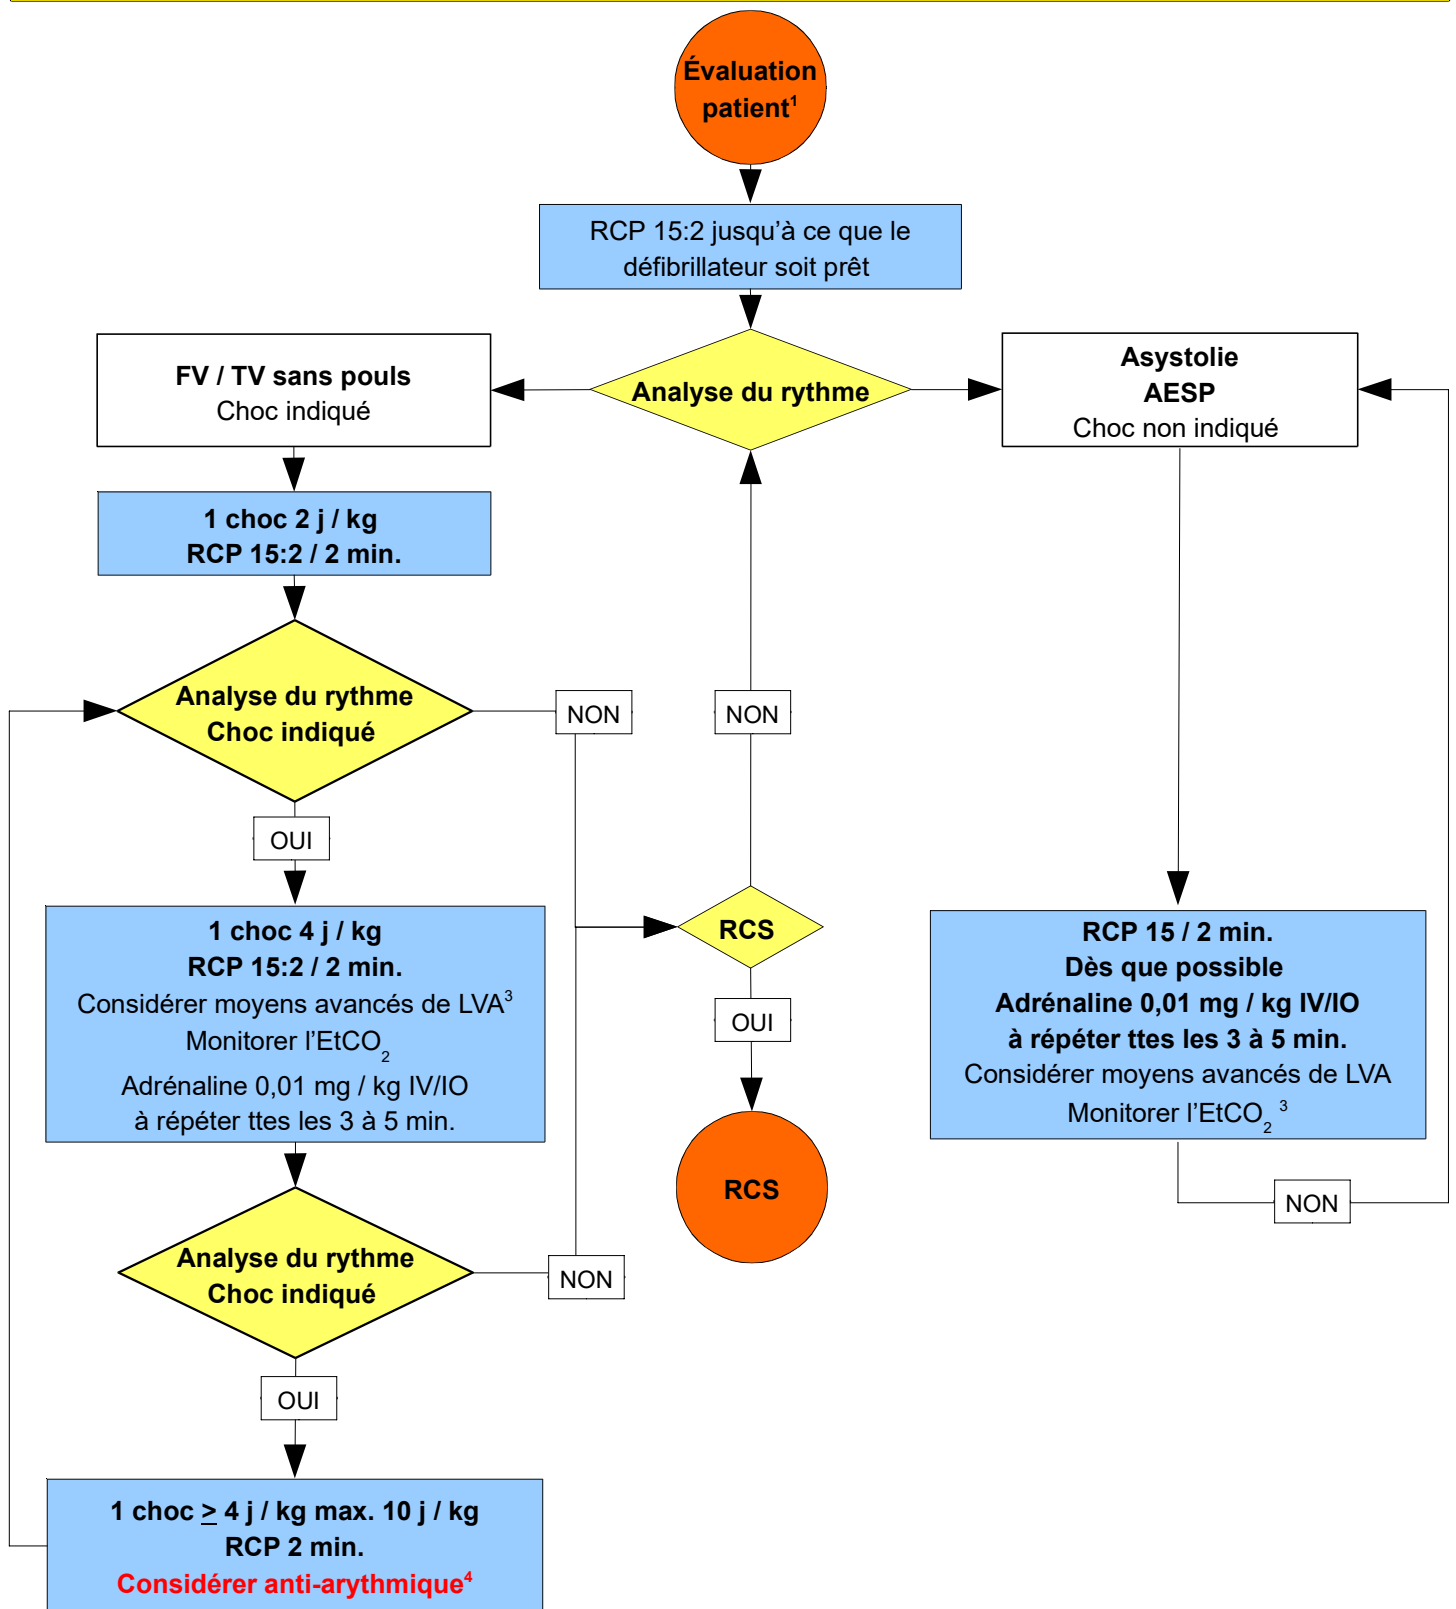 Évaluation
patient¹
RCP 15:2 jusqu’à ce que le
défibrillateur soit prêt
Analyse du rythme
FV / TV sans pouls
Choc indiqué
Asystolie
AESP
Choc non indiqué
1 choc 2 j / kg
RCP 15:2 / 2 min.
Analyse du rythme
Choc indiqué
NON
NON
OUI
1 choc 4 j / kg
RCP 15:2 / 2 min.
Considérer moyens avancés de LVA³
Monitorer l’EtCO₂
Adrénaline 0,01 mg / kg IV/IO
à répéter ttes les 3 à 5 min.
RCS
OUI
RCS
RCP 15 / 2 min.
Dès que possible
Adrénaline 0,01 mg / kg IV/IO
à répéter ttes les 3 à 5 min.
Considérer moyens avancés de LVA
Monitorer l’EtCO₂ ³
NON
Analyse du rythme
Choc indiqué
NON
OUI
1 choc ≥ 4 j / kg max. 10 j / kg
RCP 2 min.
Considérer anti-arythmique⁴